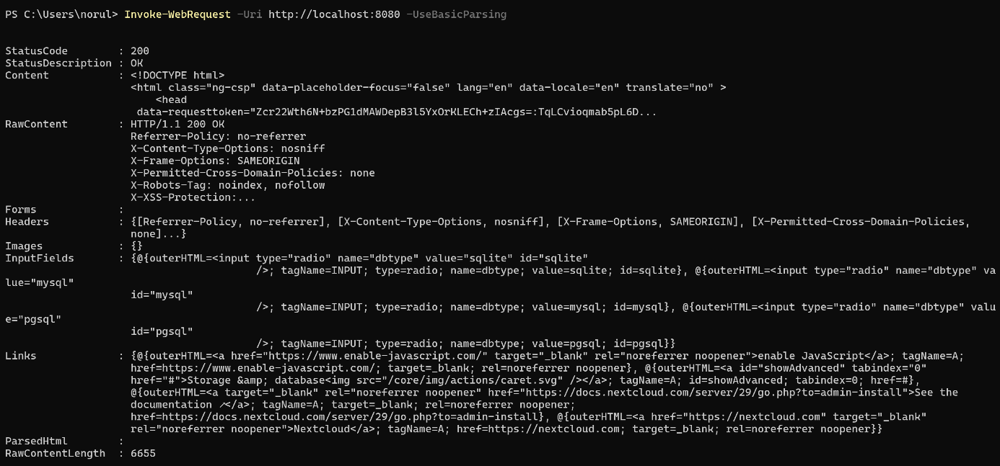 PS C:\Users\norul> Invoke-WebRequest -Uri http://localhost:8080 -UseBasicParsing
StatusCode : 200
StatusDescription : OK
Content : <!DOCTYPE html>
<html class="ng-csp" data-placeholder-focus="false" lang="en" data-locale="en" translate="no" >
<head
data-requesttoken="Zcr22Wth6N+bzPG1dMAWDepB3l5YxOrKLECh+zIAcgs=:TqLCvioqmab5pL6D...
RawContent : HTTP/1.1 200 OK
Referrer-Policy: no-referrer
X-Content-Type-Options: nosniff
X-Frame-Options: SAMEORIGIN
X-Permitted-Cross-Domain-Policies: none
X-Robots-Tag: noindex, nofollow
X-XSS-Protection:...
Forms :
Headers : {[Referrer-Policy, no-referrer], [X-Content-Type-Options, nosniff], [X-Frame-Options, SAMEORIGIN], [X-Permitted-Cross-Domain-Policies,
none]...}
Images : {}
InputFields : {@{outerHTML=<input type="radio" name="dbtype" value="sqlite" id="sqlite"
/>; tagName=INPUT; type=radio; name=dbtype; value=sqlite; id=sqlite}, @{outerHTML=<input type="radio" name="dbtype" va
lue="mysql"
id="mysql"
/>; tagName=INPUT; type=radio; name=dbtype; value=mysql; id=mysql}, @{outerHTML=<input type="radio" name="dbtype" valu
e="pgsql"
id="pgsql"
/>; tagName=INPUT; type=radio; name=dbtype; value=pgsql; id=pgsql}}
Links : {@{outerHTML=<a href="https://www.enable-javascript.com/" target="_blank" rel="noreferrer noopener">enable JavaScript</a>; tagName=A;
href=https://www.enable-javascript.com/; target=_blank; rel=noreferrer noopener}, @{outerHTML=<a id="showAdvanced" tabindex="0"
href="#">Storage &amp; database<img src="/core/img/actions/caret.svg" /></a>; tagName=A; id=showAdvanced; tabindex=0; href=#},
@{outerHTML=<a target="_blank" rel="noreferrer noopener" href="https://docs.nextcloud.com/server/29/go.php?to=admin-install">See the
documentation ↗</a>; tagName=A; target=_blank; rel=noreferrer noopener;
href=https://docs.nextcloud.com/server/29/go.php?to=admin-install}, @{outerHTML=<a href="https://nextcloud.com" target="_blank"
rel="noreferrer noopener">Nextcloud</a>; tagName=A; href=https://nextcloud.com; target=_blank; rel=noreferrer noopener}}
ParsedHtml :
RawContentLength : 6655